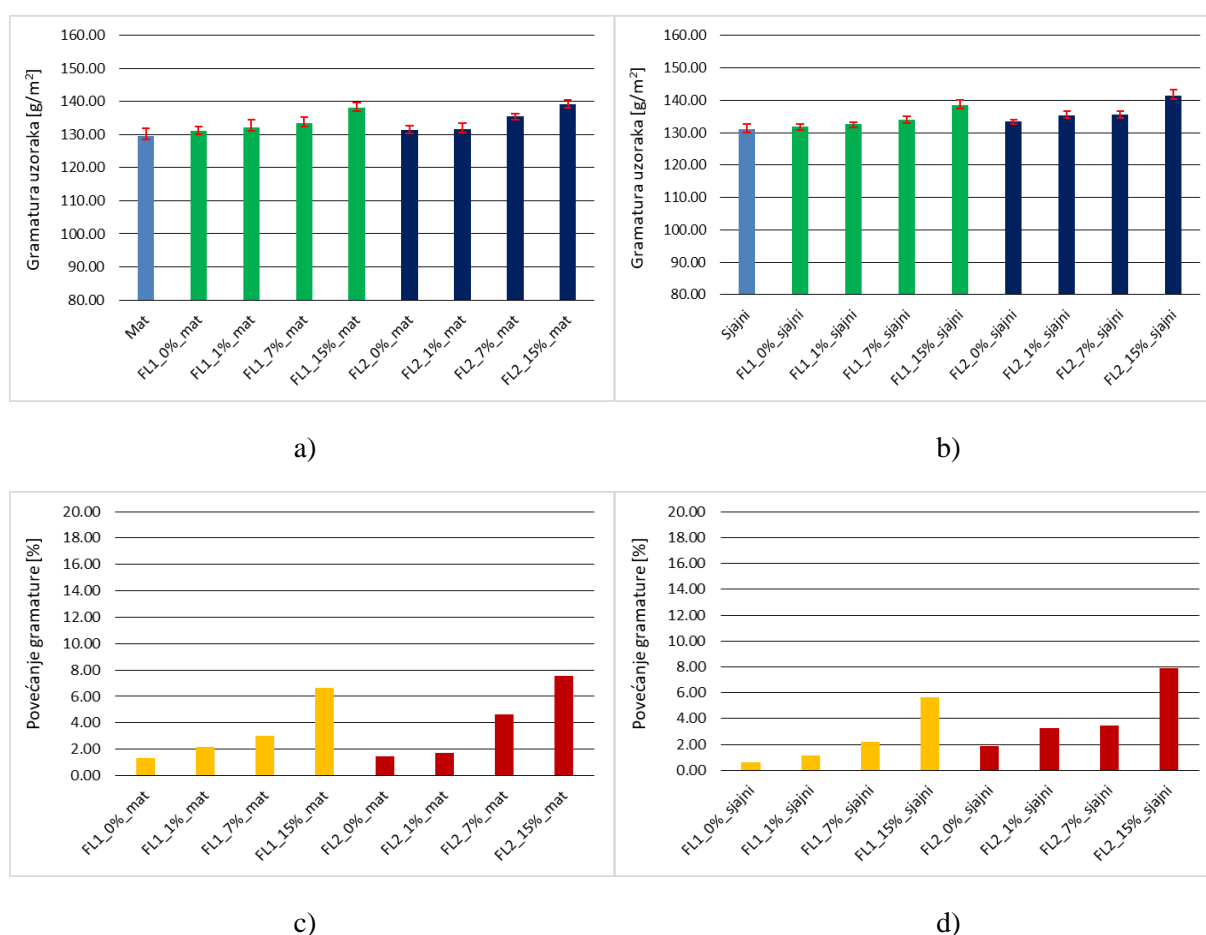 Gramatura uzoraka [g/m²]
160.00
150.00
140.00
130.00
120.00
110.00
100.00
90.00
80.00
Mat
FL1_0%_mat
FL1_1%_mat
FL1_7%_mat
FL1_15%_mat
FL2_0%_mat
FL2_1%_mat
FL2_7%_mat
FL2_15%_mat
a)
Gramatura uzoraka [g/m²]
160.00
150.00
140.00
130.00
120.00
110.00
100.00
90.00
80.00
Sjajni
FL1_0%_sjajni
FL1_1%_sjajni
FL1_7%_sjajni
FL1_15%_sjajni
FL2_0%_sjajni
FL2_1%_sjajni
FL2_7%_sjajni
FL2_15%_sjajni
b)
Povećanje gramature [%]
20.00
18.00
16.00
14.00
12.00
10.00
8.00
6.00
4.00
2.00
0.00
FL1_0%_mat
FL1_1%_mat
FL1_7%_mat
FL1_15%_mat
FL2_0%_mat
FL2_1%_mat
FL2_7%_mat
FL2_15%_mat
c)
Povećanje gramature [%]
20.00
18.00
16.00
14.00
12.00
10.00
8.00
6.00
4.00
2.00
0.00
FL1_0%_sjajni
FL1_1%_sjajni
FL1_7%_sjajni
FL1_15%_sjajni
FL2_0%_sjajni
FL2_1%_sjajni
FL2_7%_sjajni
FL2_15%_sjajni
d)